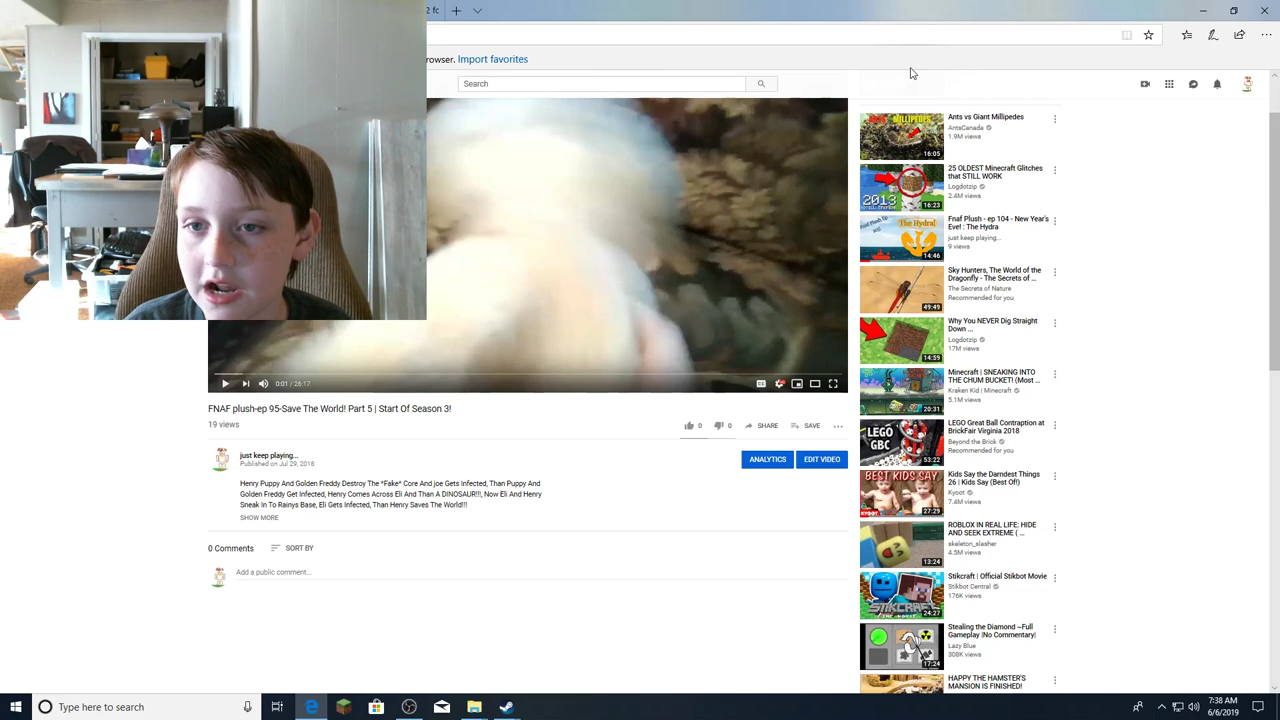 rowser. Import favorites
Search
Ants vs Giant Millipedes
AntsCanada
1.9M views
16:05
25 OLDEST Minecraft Glitches
that STILL WORK
Logdotzip
2.4M views
2013
16:23
Fnaf Plush - ep 104 - New Year's
Eve! : The Hydra
just keep playing...
9 views
The Hydra!
14:46
Sky Hunters, The World of the
Dragonfly - The Secrets of ...
The Secrets of Nature
Recommended for you
49:49
Why You NEVER Dig Straight
Down ...
Logdotzip
17M views
14:59
Minecraft | SNEAKING INTO
THE CHUM BUCKET! (Most ...
Kraken Kid | Minecraft
5.1M views
20:31
LEGO Great Ball Contraption at
BrickFair Virginia 2018
Beyond the Brick
Recommended for you
LEGO
GBC
53:22
Kids Say the Darndest Things
26 | Kids Say (Best Of!)
Kyoot
7.4M views
BEST KIDS SAY
27:29
ROBLOX IN REAL LIFE: HIDE
AND SEEK EXTREME ( ...
skeleton_slasher
4.5M views
13:24
Stikcraft | Official Stikbot Movie
Stikbot Central
176K views
STIKCRAFT
24:27
Stealing the Diamond ~Full
Gameplay |No Commentary|
Lazy Blue
308K views
17:24
HAPPY THE HAMSTER'S
MANSION IS FINISHED!
0:01 / 26:17
FNAF plush-ep 95-Save The World! Part 5 | Start Of Season 3!
19 views
0
0
SHARE
SAVE
just keep playing...
Published on Jul 29, 2018
ANALYTICS
EDIT VIDEO
Henry Puppy And Golden Freddy Destroy The *Fake* Core And joe Gets Infected, Than Puppy And
Golden Freddy Get Infected, Henry Comes Across Eli And Than A DINOSAUR!!!, Now Eli And Henry
Sneak In To Rainys Base, Eli Gets Infected, Than Henry Saves The World!!!
SHOW MORE
0 Comments
SORT BY
Add a public comment...
Type here to search
7:38 AM
6/6/2019